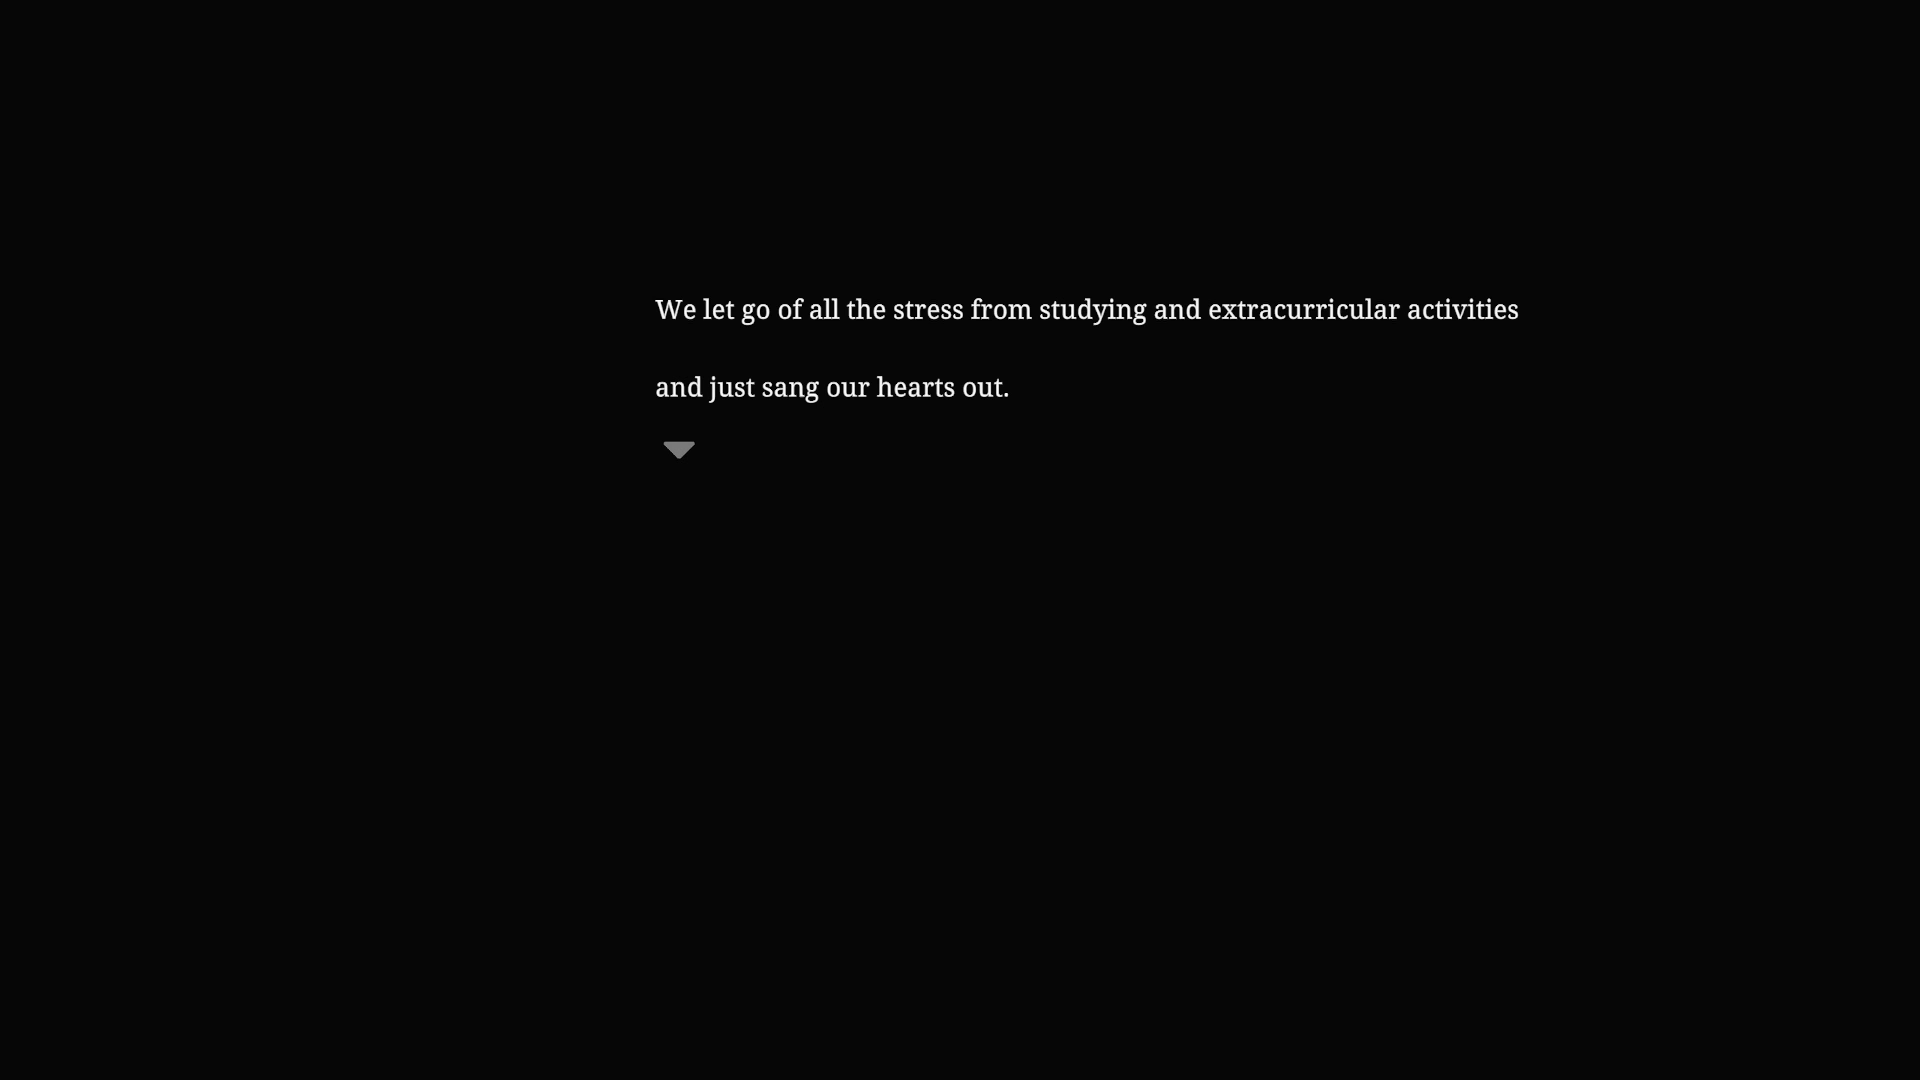 We let go of all the stress from studying and extracurricular activities
and just sang our hearts out.